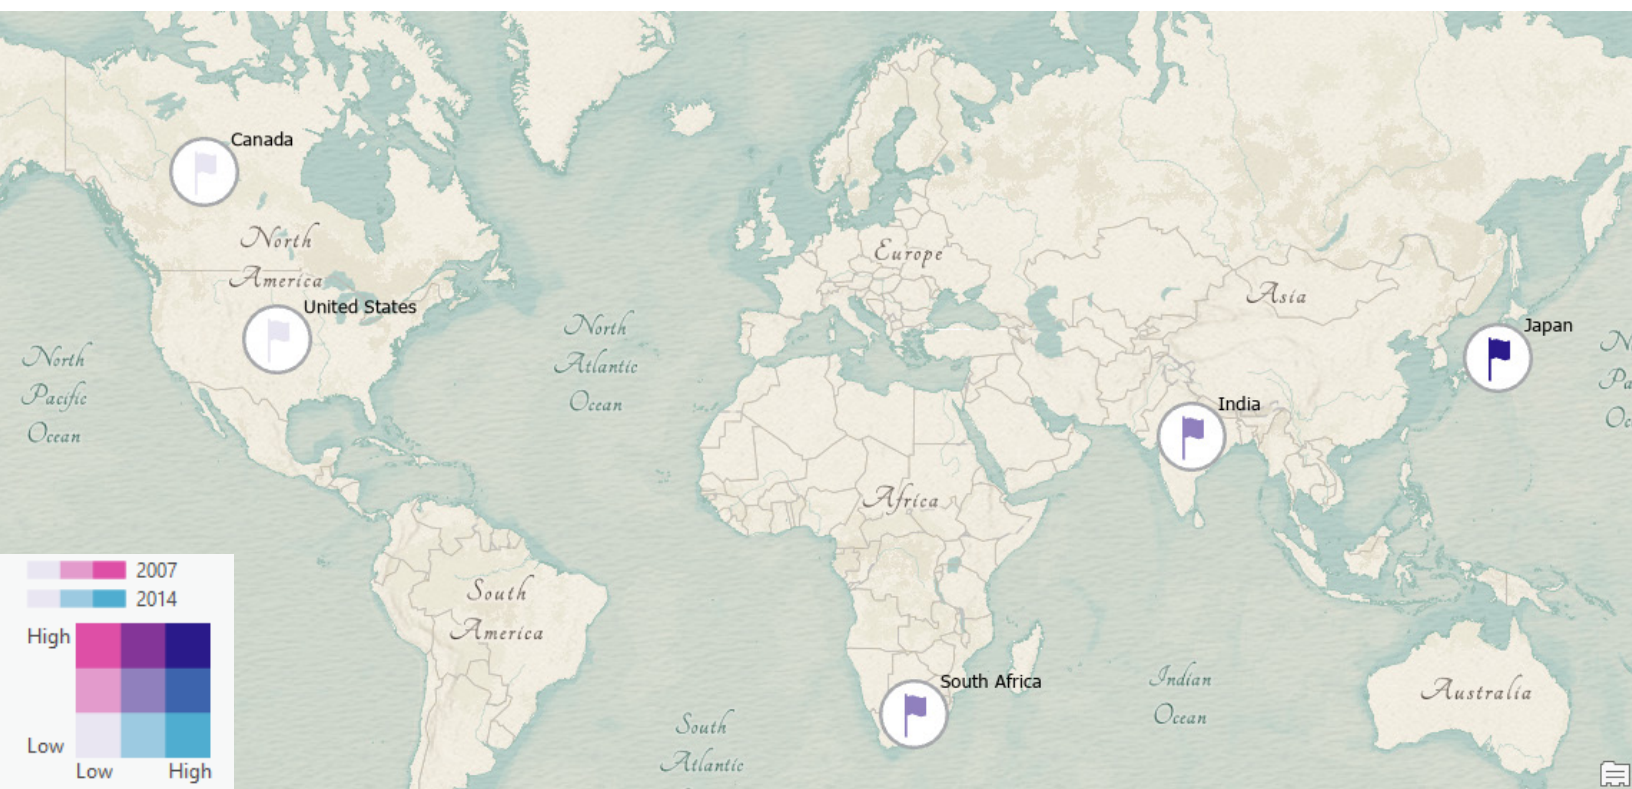 Canada
North
America
United States
North
Pacific
Ocean
North
Atlantic
Ocean
Europe
Asia
Japan
India
Africa
South
America
South Africa
South
Atlantic
Indian
Ocean
Australia
2007
2014
High
Low
Low
High